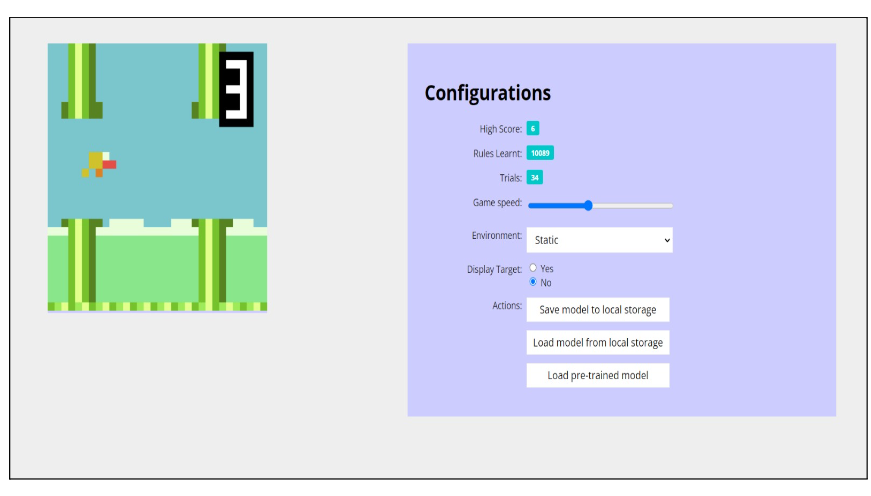 3
Configurations
High Score: 6
Rules Learnt: 10089
Trials: 34
Game speed:
Environment: Static
Display Target: Yes
No
Actions: Save model to local storage
Load model from local storage
Load pre-trained model